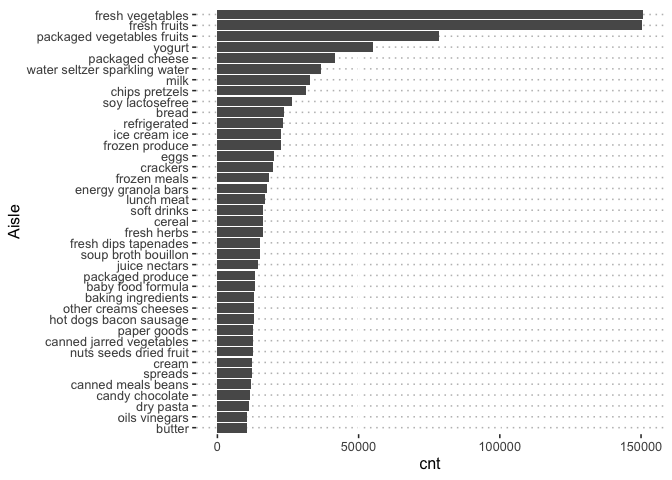 fresh vegetables
fresh fruits
packaged vegetables fruits
yogurt
packaged cheese
water seltzer sparkling water
milk
chips pretzels
soy lactosefree
bread
refrigerated
ice cream ice
frozen produce
eggs
crackers
frozen meals
energy granola bars
lunch meat
soft drinks
cereal
fresh herbs
fresh dips tapenades
soup broth bouillon
juice nectars
packaged produce
baby food formula
baking ingredients
other creams cheeses
hot dogs bacon sausage
paper goods
canned jarred vegetables
nuts seeds dried fruit
cream
spreads
canned meals beans
candy chocolate
dry pasta
oils vinegars
butter
Aisle
0 50000 100000 150000
cnt